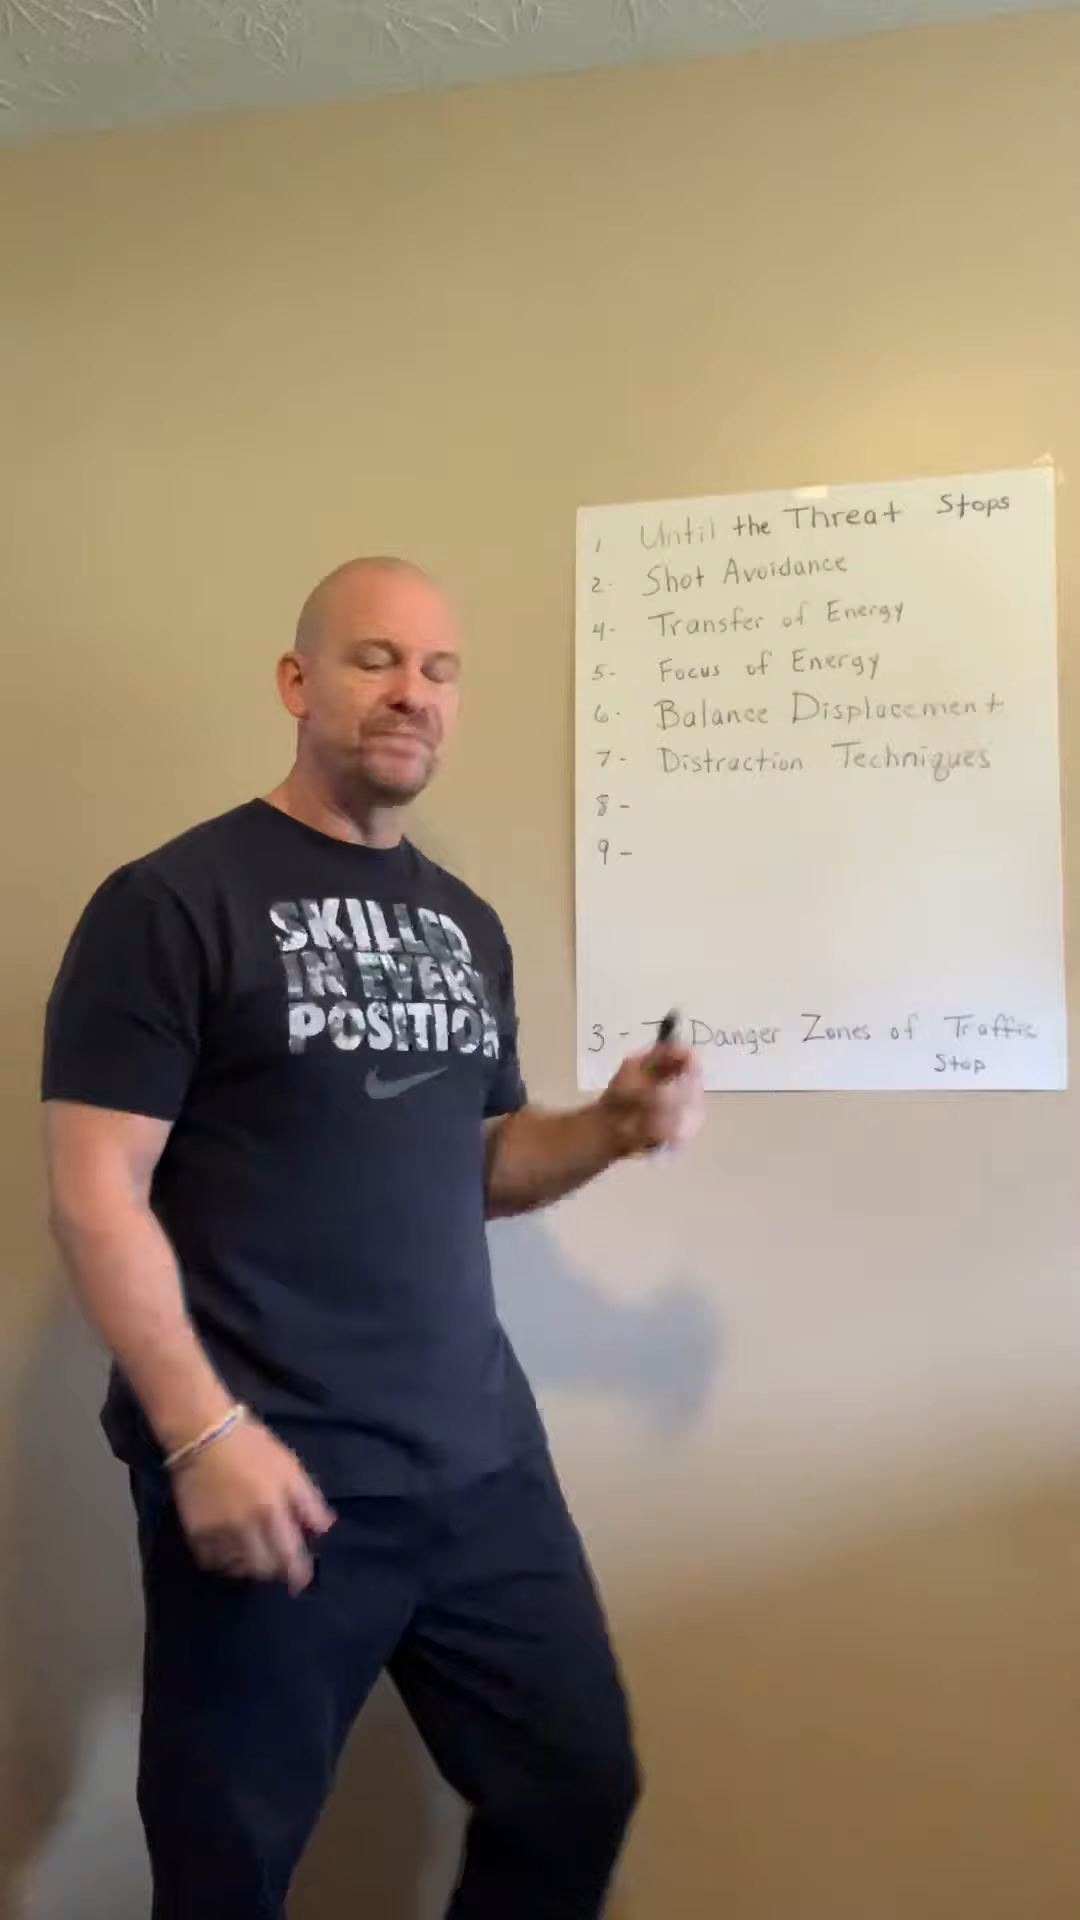 1 Until the Threat Stops
2- Shot Avoidance
4- Transfer of Energy
5- Focus of Energy
6- Balance Displacement
7- Distraction Techniques
8-
9-
3- Danger Zones of Traffic
Stop
SKILLED
IN EVERY
POSITION